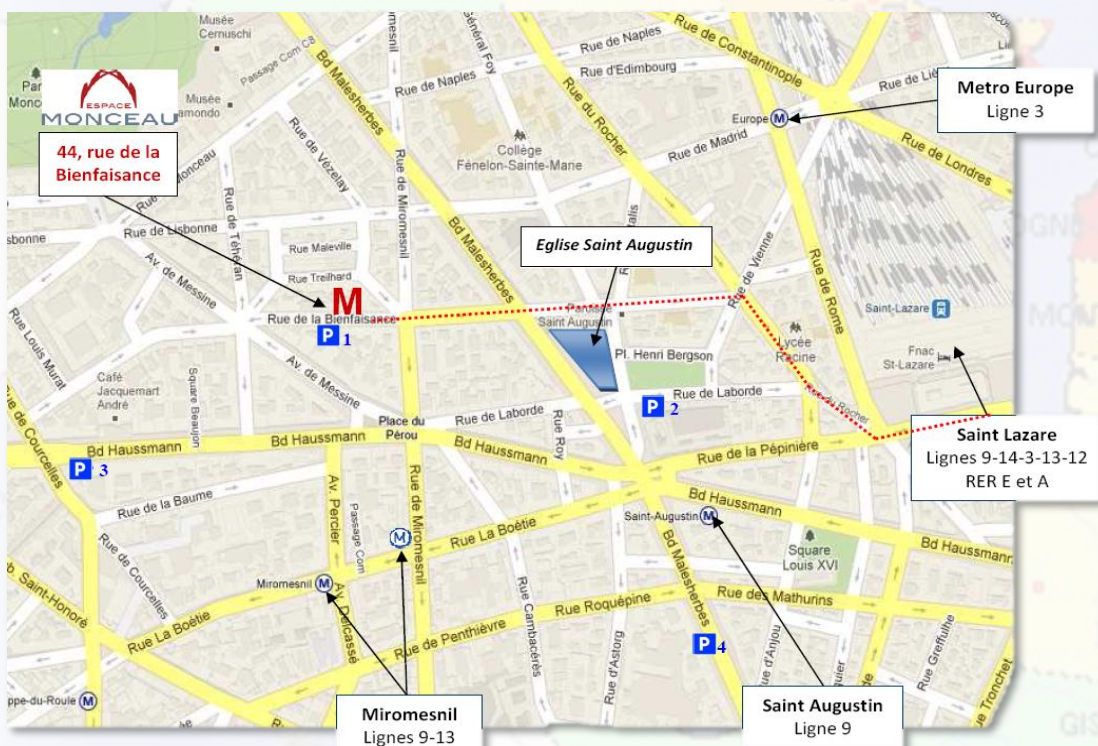 Musée
Cernuschi
Passage Com C8
Rue de Miromesnil
Bd Malesherbes
Général Foy
Rue de Naples
Rue d'Edimbourg
Rue de Naples
Rue de Constantinople
Rue du Rocher
Metro Europe
Ligne 3
Europe
M
Rue de Madrid
Rue de Londres
ESPACE
MONCEAU
Musée
44, rue de la
Bienfaisance
Collège
Fénelon-Sainte-Marie
Rue de Vézelay
Rue de Miromesnil
Rue de Téhéran
Rue de Lisbonne
Rue Maleville
Rue Treilhard
Av. de Messine
Bd Malesherbes
Eglise Saint Augustin
Rue de Vienne
Rue de Rome
M
Rue de la Bienfaisance
P 1
Paroisse
Saint Augustin
Saint-Lazare
Lycée
Racine
Fnac
St-Lazare
Pl. Henri Bergson
Rue Louis Murat
Café
Jacquemart
André
Square Beaujon
Av. de Messine
Rue de Laborde
P 2
Rue du Rocher
Rue de Courcelles
Place du
Pérou
Rue de Laborde
Rue Roy
Bd Haussmann
Bd Haussmann
Rue de la Pépinière
Saint Lazare
Lignes 9-14-3-13-12
RER E et A
P 3
Rue de la Baume
Av. Percier
Passage Com
Rue de Miromesnil
M
Rue La Boëtie
Saint-Augustin
M
Bd Haussmann
Bd Haussmann
Square
Louis XVI
Rue de Courcelles
Miromesnil
M
Av. Delcassé
Rue La Boëtie
Rue de Penthièvre
Rue Cambacérès
Rue Roquépine
Rue d'Astorg
Bd Malesherbes
Rue des Mathurins
P 4
Rue d'Anjou
Rue Greffulhe
Rue Tronchet
M
Miromesnil
Lignes 9-13
Saint Augustin
Ligne 9